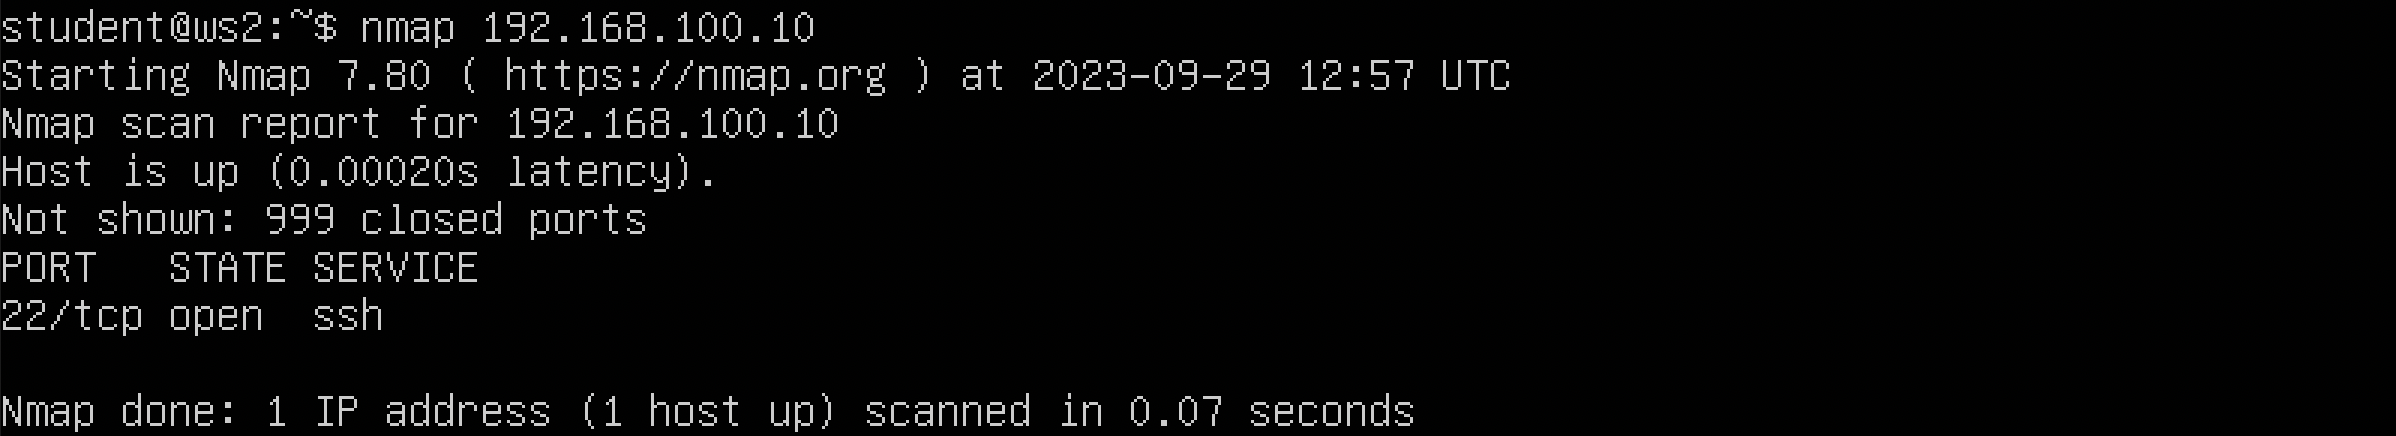 student@ws2:~$ nmap 192.168.100.10
Starting Nmap 7.80 ( https://nmap.org ) at 2023-09-29 12:57 UTC
Nmap scan report for 192.168.100.10
Host is up (0.00020s latency).
Not shown: 999 closed ports
PORT   STATE SERVICE
22/tcp open  ssh

Nmap done: 1 IP address (1 host up) scanned in 0.07 seconds